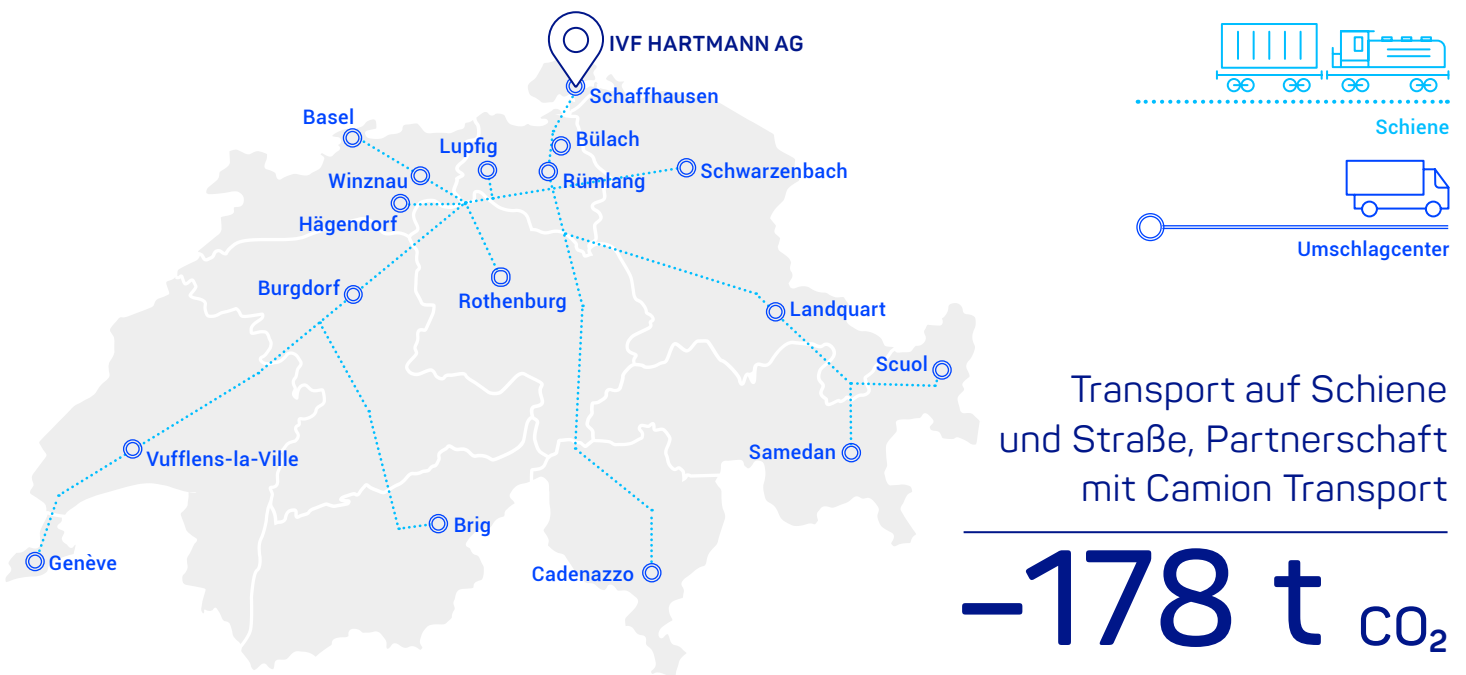 IVF HARTMANN AG
Schaffhausen
Basel
Bülach
Lupfig
Winznau
Rümlang
Schwarzenbach
Hägendorf
Burgdorf
Rothenburg
Landquart
Scuol
Vufflens-la-Ville
Samedan
Brig
Genève
Cadenazzo
Schiene
Umschlagcenter
Transport auf Schiene
und Straße, Partnerschaft
mit Camion Transport
–178 t CO₂